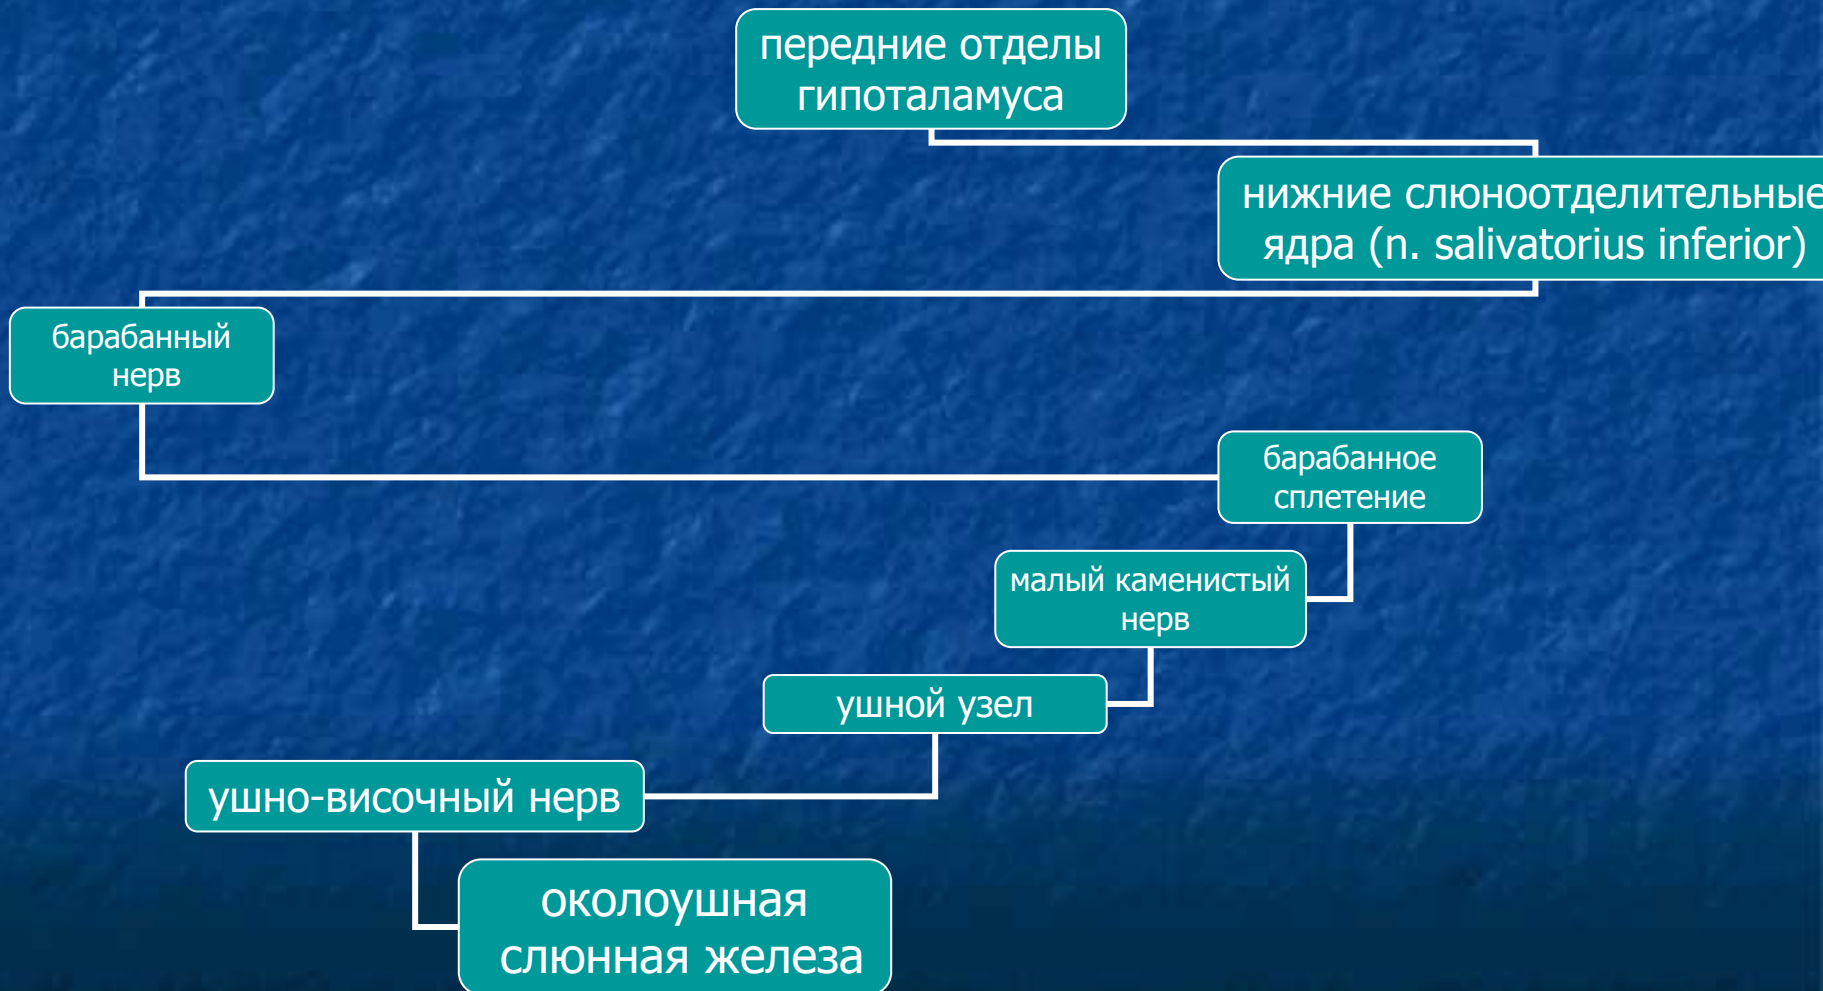 передние отделы
гипоталамуса
нижние слюноотделительные
ядра (n. salivatorius inferior)
барабанный
нерв
барабанное
сплетение
малый каменистый
нерв
ушной узел
ушно-височный нерв
околоушная
слюнная железа